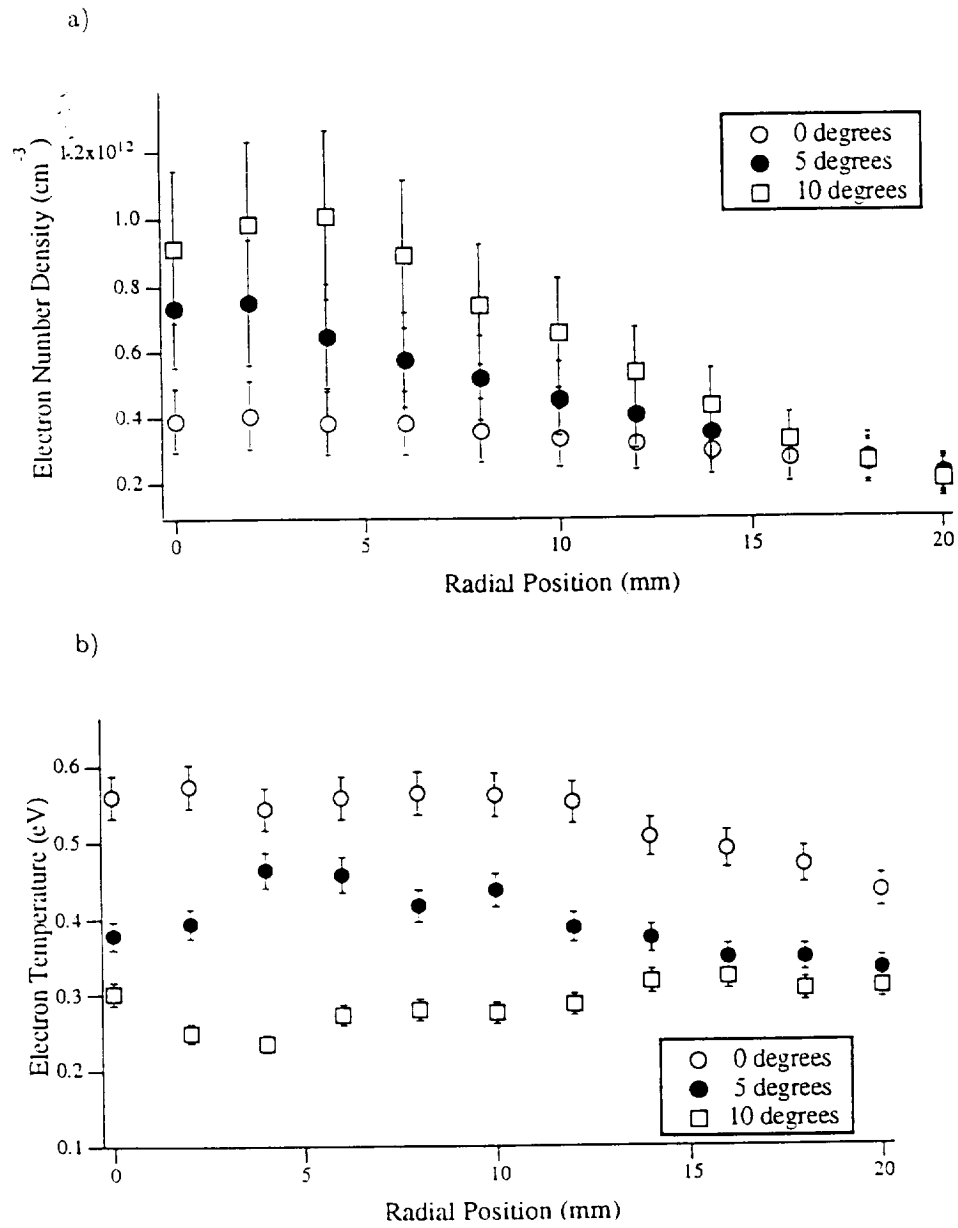 a)
Electron Number Density (cm⁻³)
1.2x10¹²
1.0
0.8
0.6
0.4
0.2
0 degrees
5 degrees
10 degrees
0
5
10
15
20
Radial Position (mm)
b)
Electron Temperature (eV)
0.6
0.5
0.4
0.3
0.2
0.1
0 degrees
5 degrees
10 degrees
0
5
10
15
20
Radial Position (mm)